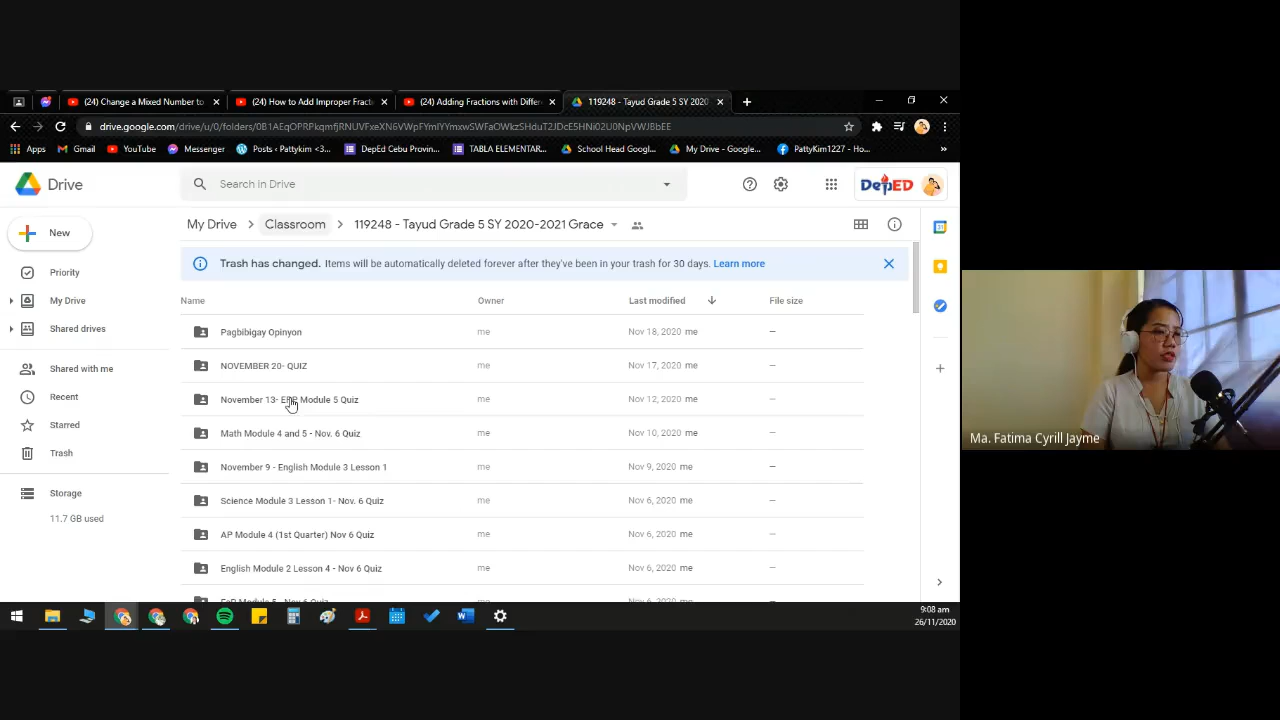 (24) Change a Mixed Number to
(24) How to Add Improper Fract
(24) Adding Fractions with Differ
119248 - Tayud Grade 5 SY 2020
Apps
Gmail
YouTube
Messenger
Posts ‹ Pattykim <3...
DepEd Cebu Provin...
TABLA ELEMENTAR...
School Head Googl...
My Drive - Google...
PattyKim1227 - Ho...
»
Drive
Search in Drive
DepED
My Drive > Classroom > 119248 - Tayud Grade 5 SY 2020-2021 Grace
New
Trash has changed. Items will be automatically deleted forever after they've been in your trash for 30 days. Learn more
Priority
My Drive
Shared drives
Shared with me
Recent
Starred
Trash
Storage
11.7 GB used
Name Owner Last modified File size
Pagbibigay Opinyon me Nov 18, 2020 me —
NOVEMBER 20- QUIZ me Nov 17, 2020 me —
November 13- Module 5 Quiz me Nov 12, 2020 me —
Math Module 4 and 5 - Nov. 6 Quiz me Nov 10, 2020 me —
November 9 - English Module 3 Lesson 1 me Nov 9, 2020 me —
Science Module 3 Lesson 1- Nov. 6 Quiz me Nov 6, 2020 me —
AP Module 4 (1st Quarter) Nov 6 Quiz me Nov 6, 2020 me —
English Module 2 Lesson 4 - Nov 6 Quiz me Nov 6, 2020 me —
Ma. Fatima Cyrill Jayme
9:08 am
26/11/2020